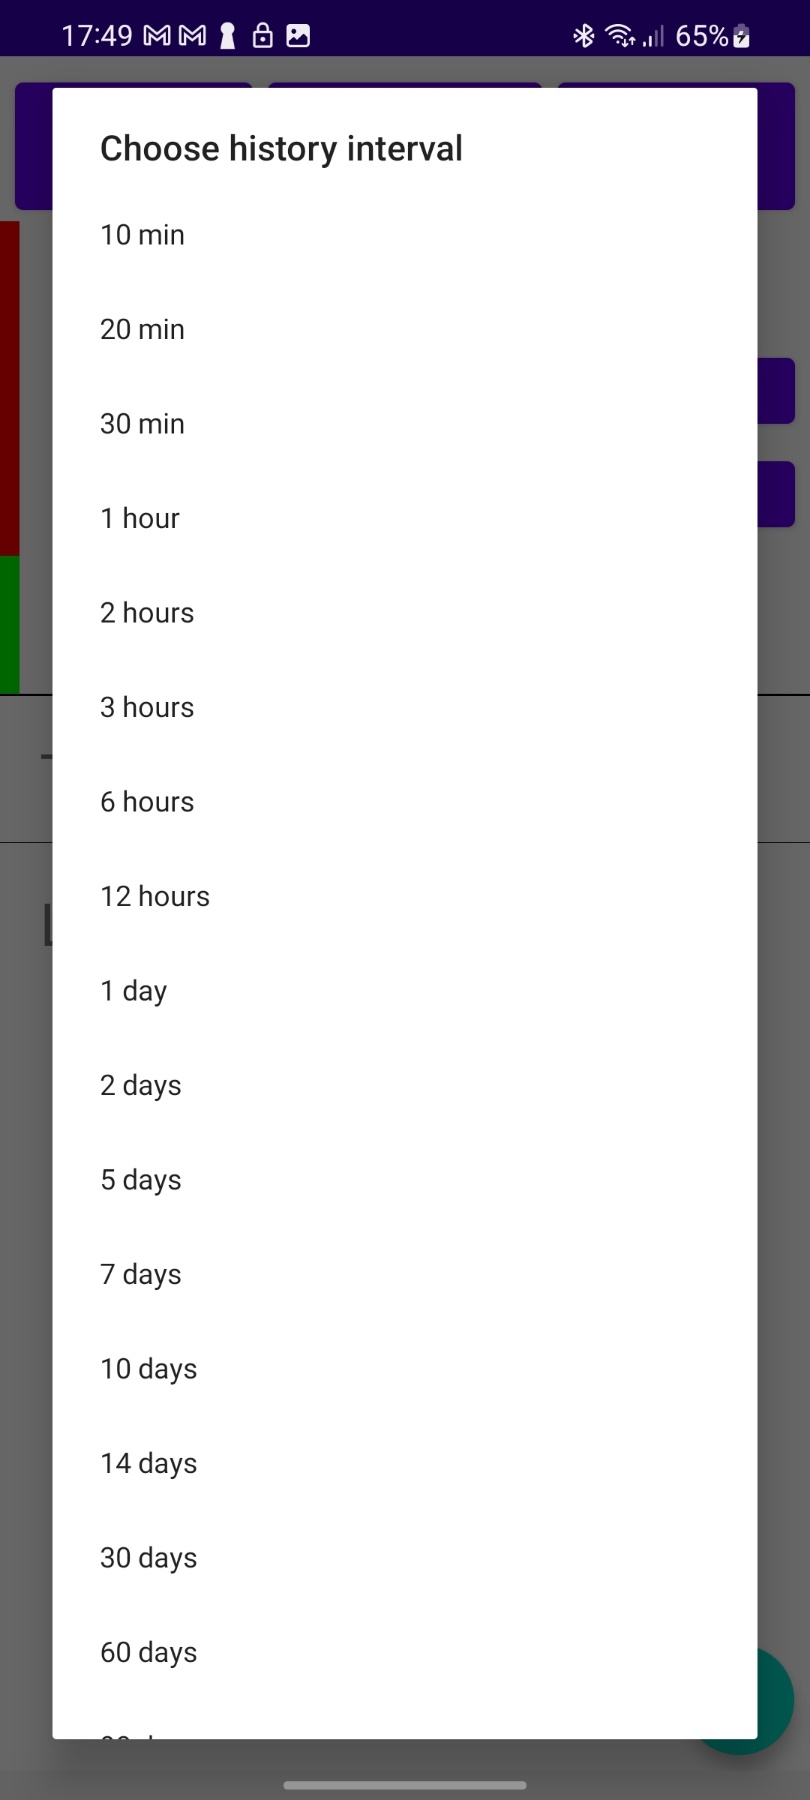 17:49
65%
Choose history interval
10 min
20 min
30 min
1 hour
2 hours
3 hours
6 hours
12 hours
1 day
2 days
5 days
7 days
10 days
14 days
30 days
60 days